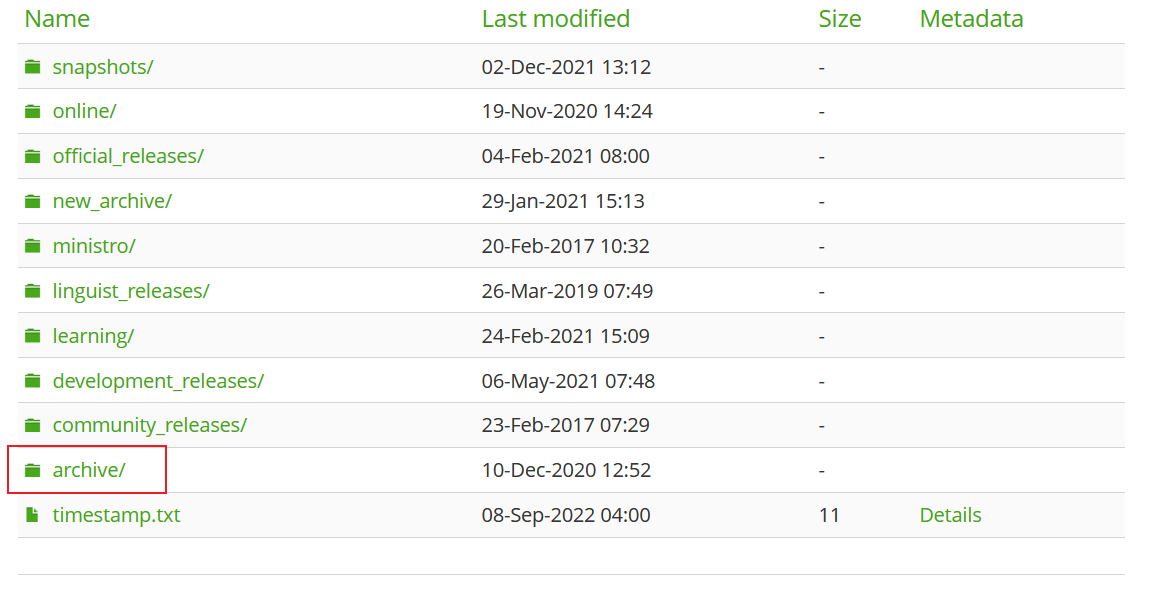 Name Last modified Size Metadata
snapshots/ 02-Dec-2021 13:12 -
online/ 19-Nov-2020 14:24 -
official_releases/ 04-Feb-2021 08:00 -
new_archive/ 29-Jan-2021 15:13 -
ministro/ 20-Feb-2017 10:32 -
linguist_releases/ 26-Mar-2019 07:49 -
learning/ 24-Feb-2021 15:09 -
development_releases/ 06-May-2021 07:48 -
community_releases/ 23-Feb-2017 07:29 -
archive/ 10-Dec-2020 12:52 -
timestamp.txt 08-Sep-2022 04:00 11 Details